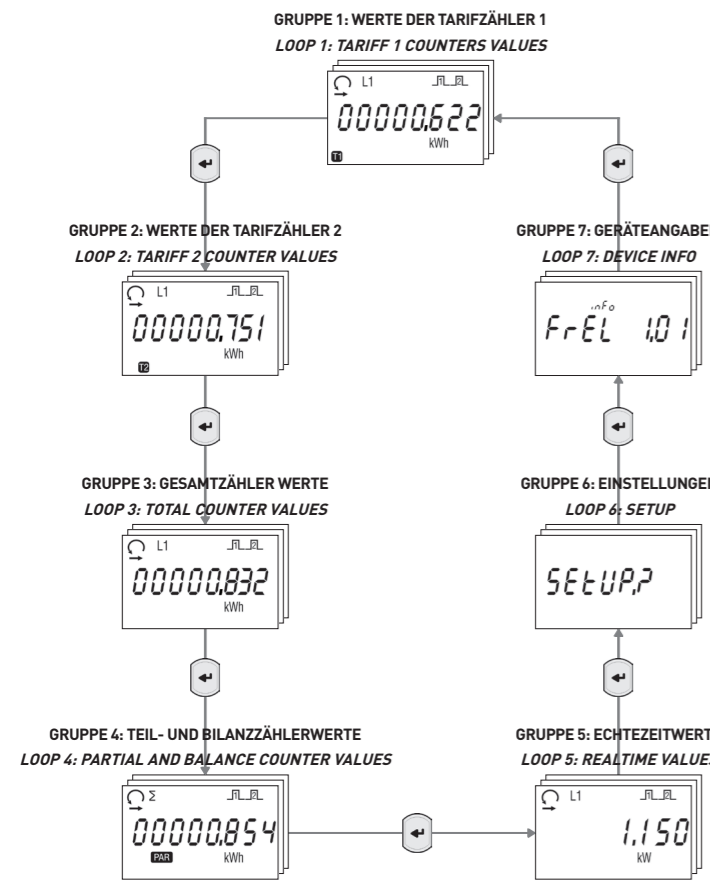 GRUPPE 1: WERTE DER TARIFZÄHLER 1
LOOP 1: TARIFF 1 COUNTERS VALUES
L1
00000,622
kWh
T1
GRUPPE 2: WERTE DER TARIFZÄHLER 2
LOOP 2: TARIFF 2 COUNTER VALUES
L1
00000,751
kWh
T2
GRUPPE 3: GESAMTZÄHLER WERTE
LOOP 3: TOTAL COUNTER VALUES
L1
00000,832
kWh
GRUPPE 4: TEIL- UND BILANZZÄHLERWERTE
LOOP 4: PARTIAL AND BALANCE COUNTER VALUES
Σ
00000,854
PAR kWh
GRUPPE 5: ECHTEZEITWERT
LOOP 5: REALTIME VALUE
L1
1.150
kW
GRUPPE 6: EINSTELLUNGE
LOOP 6: SETUP
SEtUP.?
GRUPPE 7: GERÄTEANGABE
LOOP 7: DEVICE INFO
info
FrEL 1.01